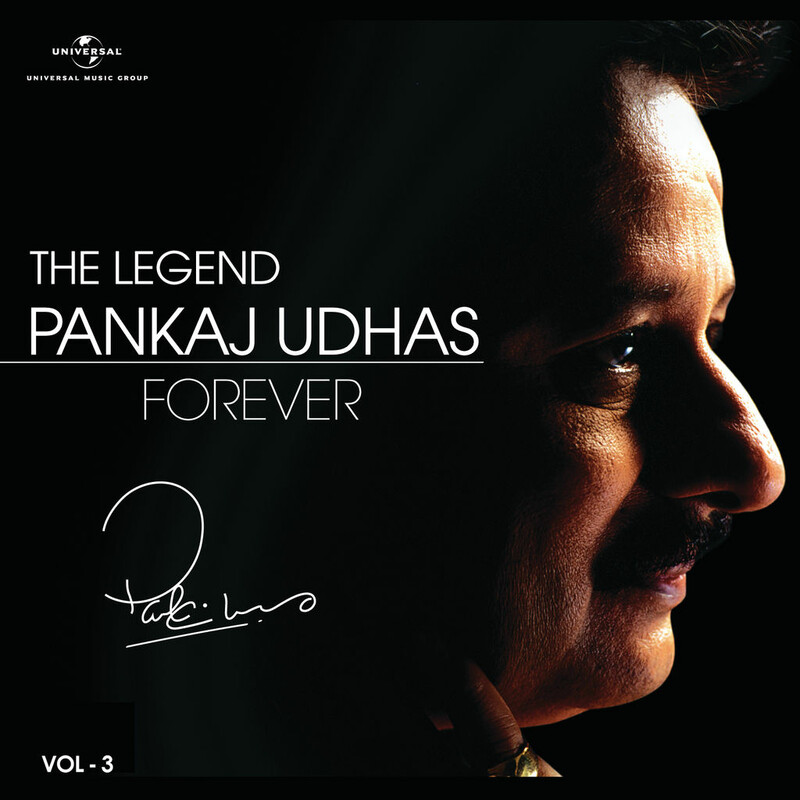 UNIVERSAL
UNIVERSAL MUSIC GROUP
THE LEGEND
PANKAJ UDHAS
FOREVER
VOL - 3